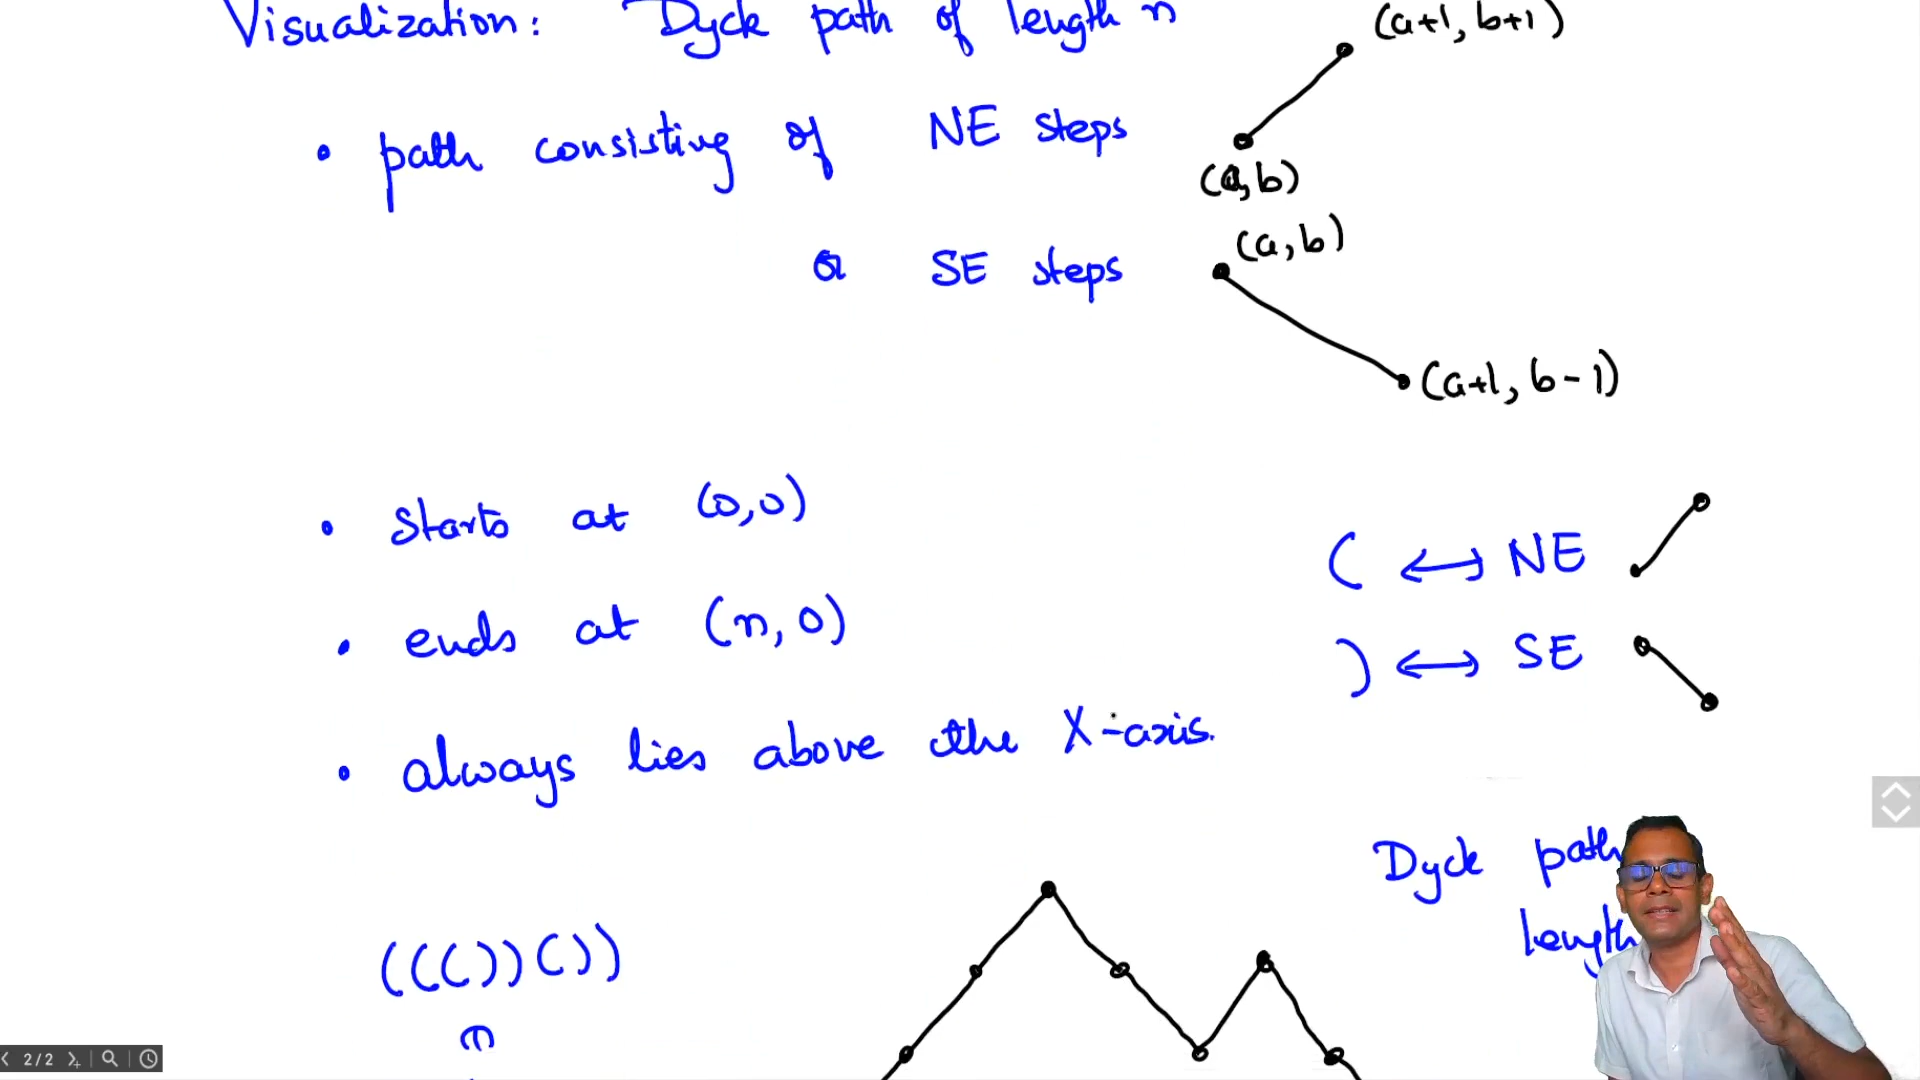 Visualization: Dyck path of length n
(a+1, b+1)
• path consisting of NE steps
(a,b)
(a,b)
or SE steps
(a+1, b-1)
• starts at (0,0)
( ⟷ NE
• ends at (n,0)
) ⟷ SE
• always lies above the X-axis.
Dyck path
length
((())())
2/2